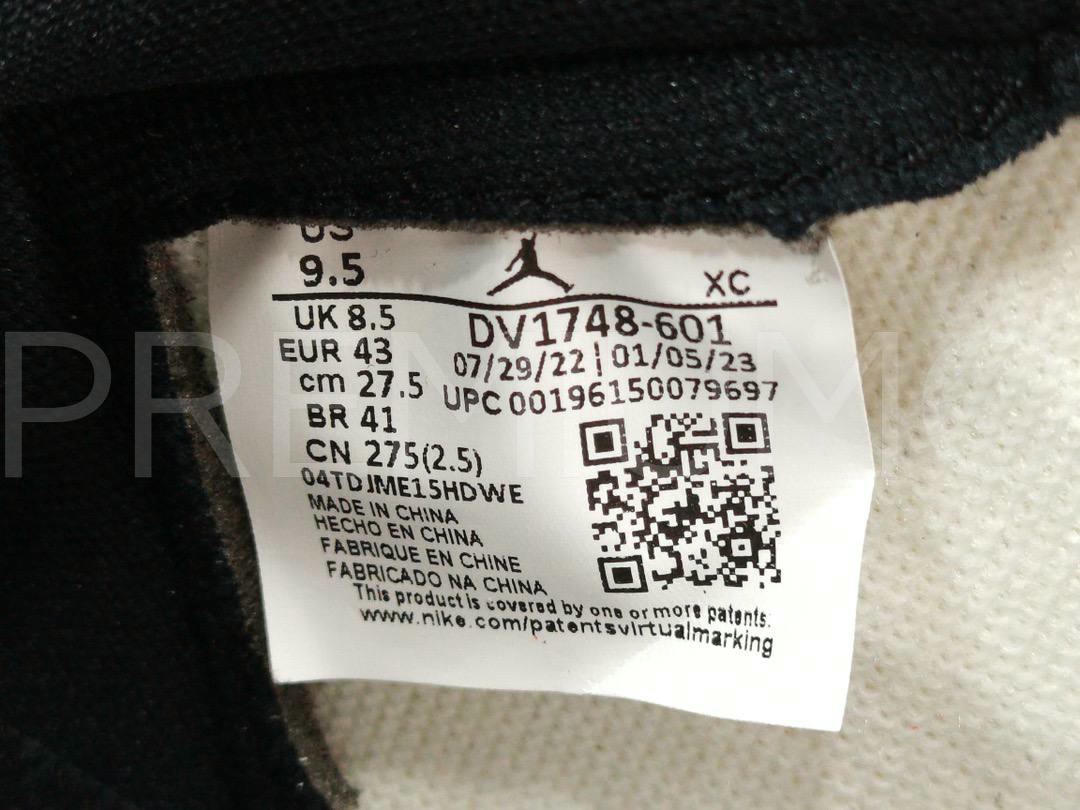 US
9.5
XC
UK 8.5
EUR 43
cm 27.5
BR 41
CN 275(2.5)
04TDJME15HDWE
DV1748-601
07/29/22 | 01/05/23
UPC 00196150079697
MADE IN CHINA
HECHO EN CHINA
FABRIQUE EN CHINE
FABRICADO NA CHINA
This product is covered by one or more patents.
www.nike.com/patentsvirtualmarking